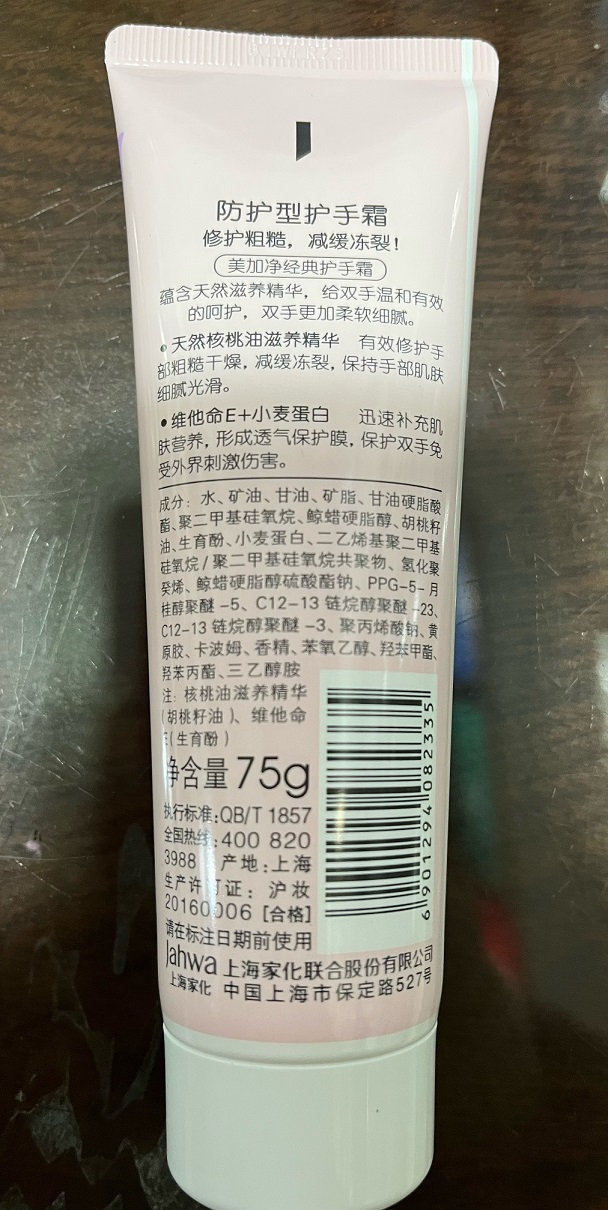 防护型护手霜
修护粗糙，减缓冻裂！
美加净经典护手霜
蕴含天然滋养精华，给双手温和有效
的呵护，双手更加柔软细腻。
• 天然核桃油滋养精华 有效修护手
部粗糙干燥，减缓冻裂，保持手部肌肤
细腻光滑。
• 维他命E+小麦蛋白 迅速补充肌
肤营养，形成透气保护膜，保护双手免
受外界刺激伤害。
成分：水、矿油、甘油、矿脂、甘油硬脂酸
酯、聚二甲基硅氧烷、鲸蜡硬脂醇、胡桃籽
油、生育酚、小麦蛋白、二乙烯基聚二甲基
硅氧烷/聚二甲基硅氧烷共聚物、氢化聚
癸烯、鲸蜡硬脂醇硫酸酯钠、PPG-5-月
桂醇聚醚-5、C12-13链烷醇聚醚-23、
C12-13链烷醇聚醚-3、聚丙烯酸钠、黄
原胶、卡波姆、香精、苯氧乙醇、羟苯甲酯、
羟苯丙酯、三乙醇胺
注：核桃油滋养精华
(胡桃籽油)、维他命
E(生育酚)
净含量 75g
执行标准:QB/T 1857
全国热线:400 820
3988 产地:上海
生产许可证：沪妆
20160006 [合格]
请在标注日期前使用
Jahwa 上海家化联合股份有限公司
上海家化 中国上海市保定路527号
6 901294 082335